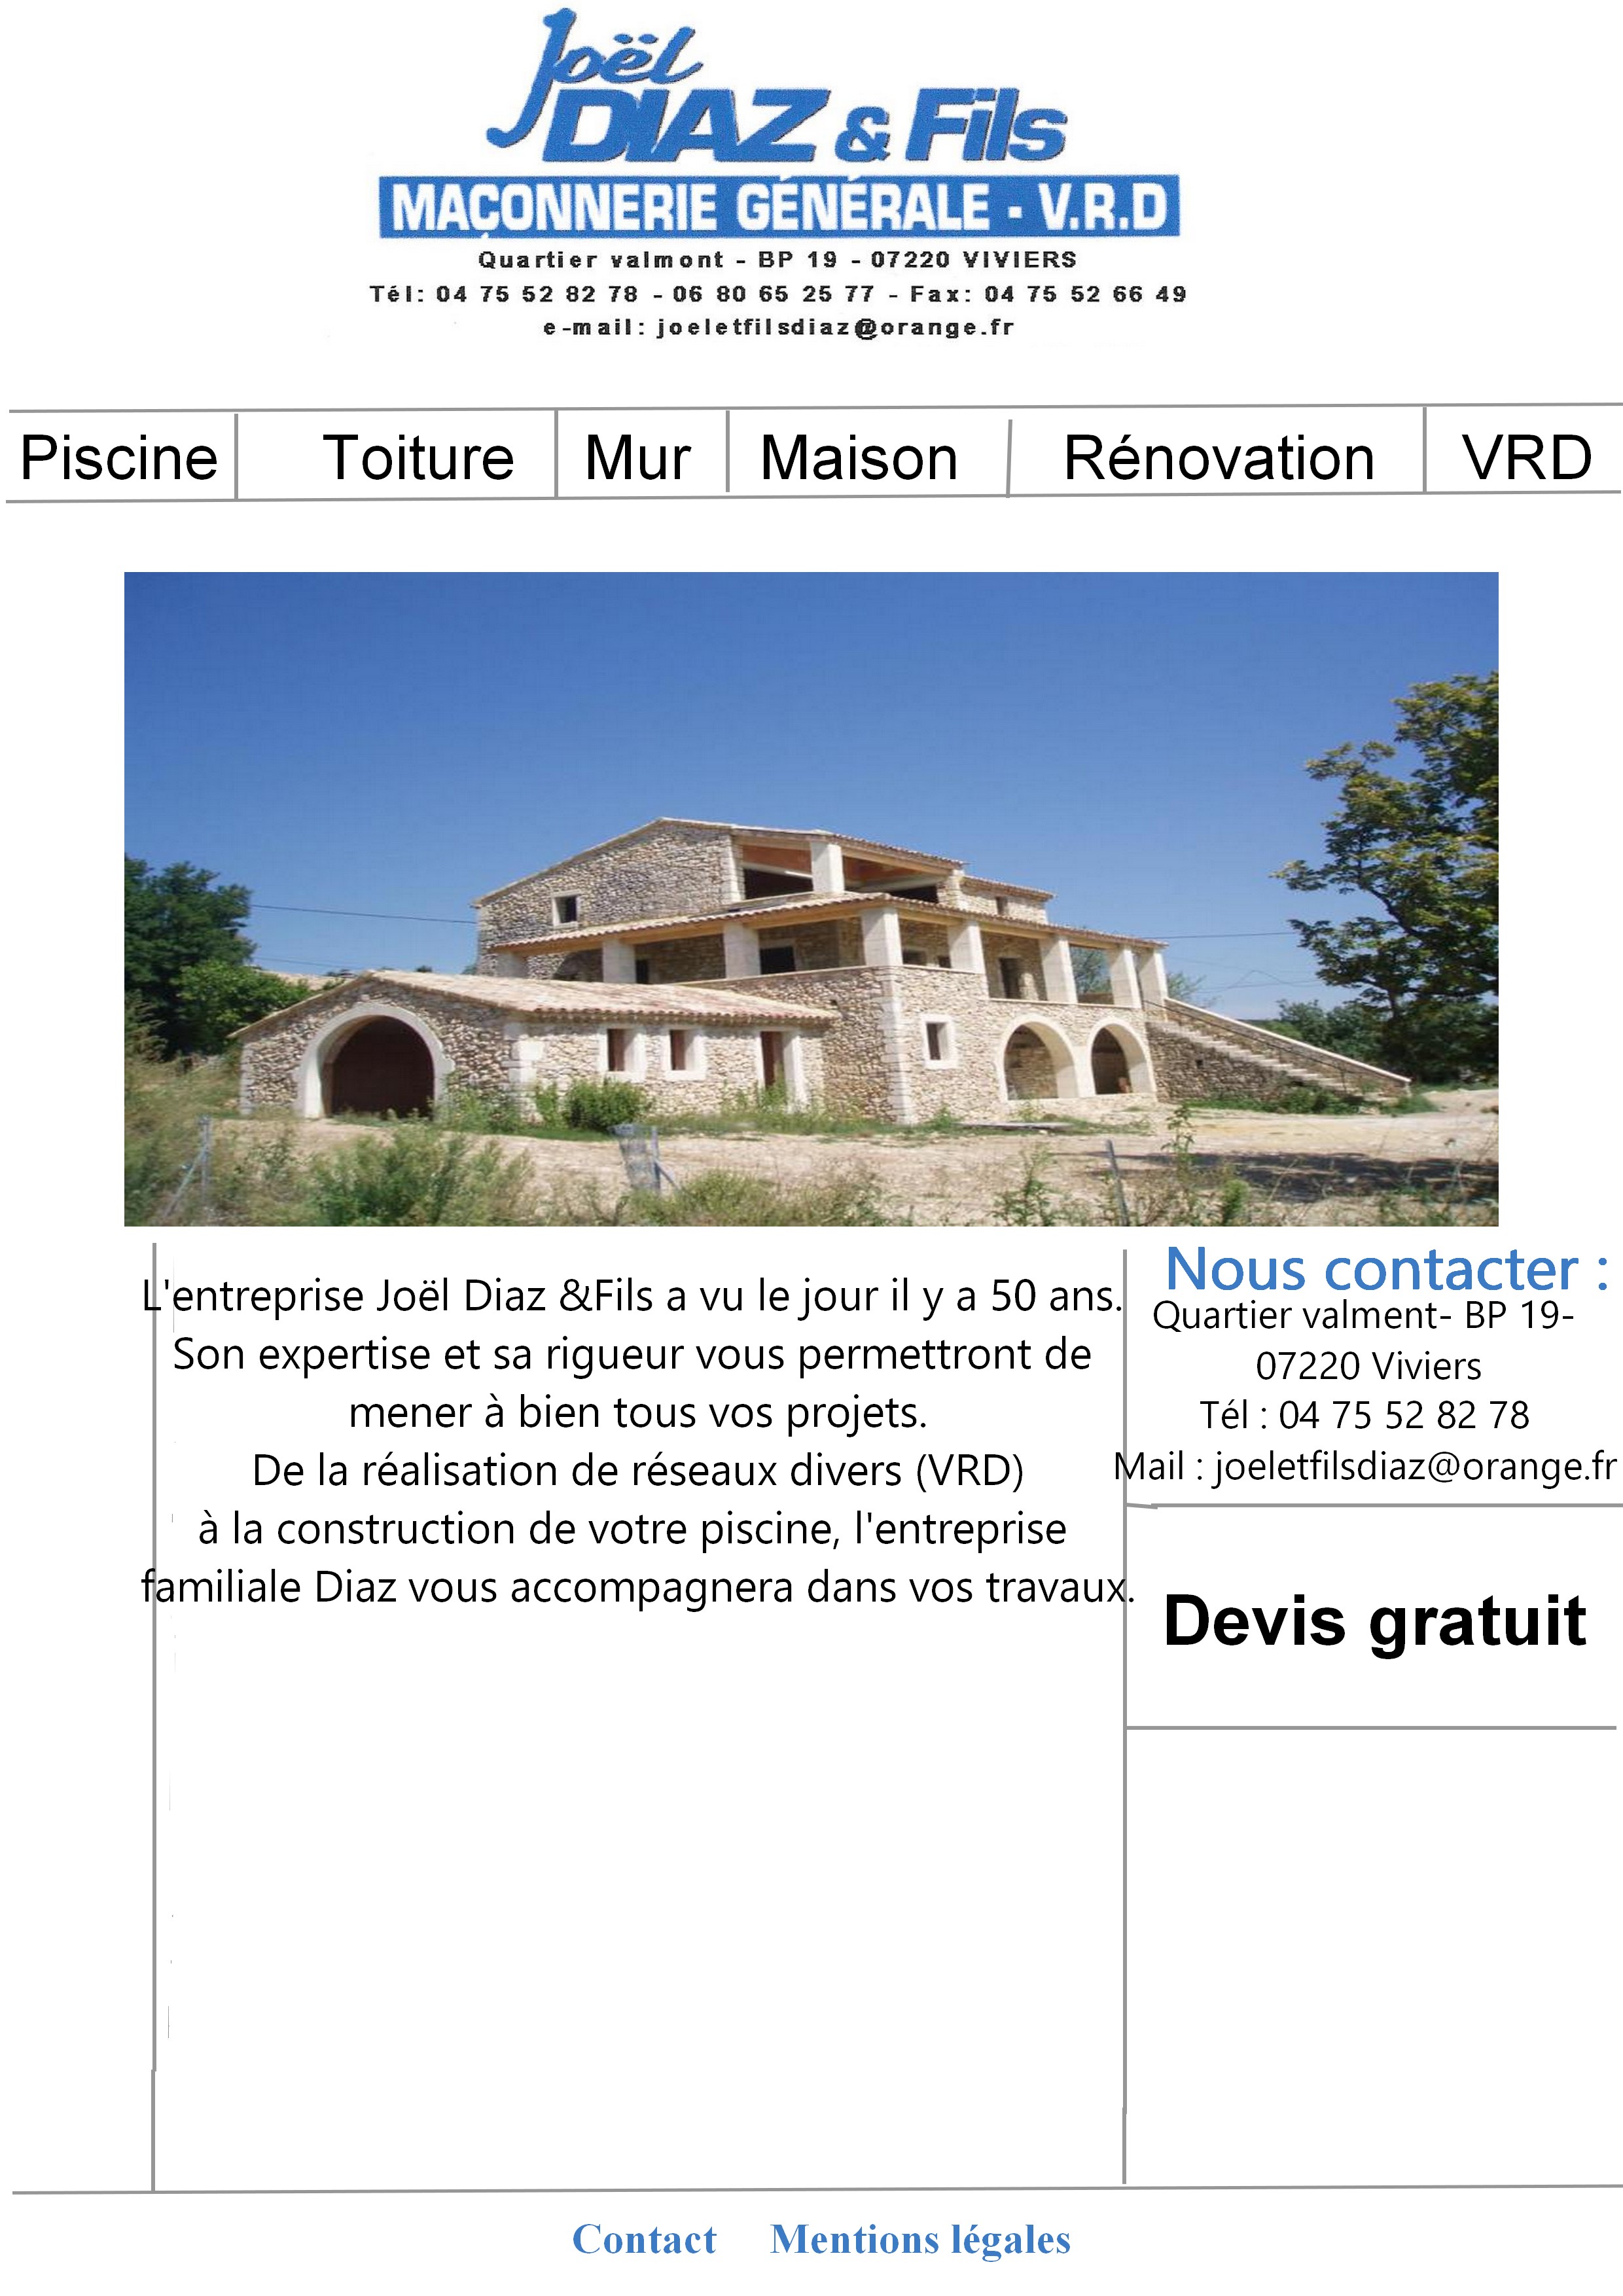 Joël
DIAZ & Fils
MAÇONNERIE GÉNÉRALE - V.R.D
Quartier valmont - BP 19 - 07220 VIVIERS
Tél: 04 75 52 82 78 - 06 80 65 25 77 - Fax: 04 75 52 66 49
e-mail: joeletfilsdiaz@orange.fr
Piscine Toiture Mur Maison Rénovation VRD
L'entreprise Joël Diaz &Fils a vu le jour il y a 50 ans.
Son expertise et sa rigueur vous permettront de
mener à bien tous vos projets.
De la réalisation de réseaux divers (VRD)
à la construction de votre piscine, l'entreprise
familiale Diaz vous accompagnera dans vos travaux.
Nous contacter :
Quartier valment- BP 19-
07220 Viviers
Tél : 04 75 52 82 78
Mail : joeletfilsdiaz@orange.fr
Devis gratuit
Contact Mentions légales